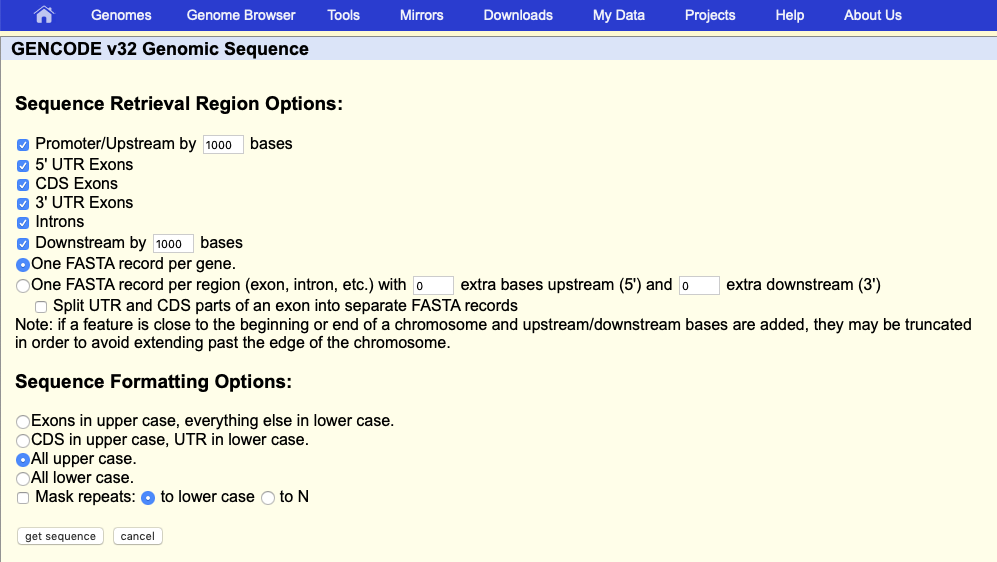 Genomes Genome Browser Tools Mirrors Downloads My Data Projects Help About Us
GENCODE v32 Genomic Sequence
Sequence Retrieval Region Options:
Promoter/Upstream by 1000 bases
5' UTR Exons
CDS Exons
3' UTR Exons
Introns
Downstream by 1000 bases
One FASTA record per gene.
One FASTA record per region (exon, intron, etc.) with 0 extra bases upstream (5') and 0 extra downstream (3')
Split UTR and CDS parts of an exon into separate FASTA records
Note: if a feature is close to the beginning or end of a chromosome and upstream/downstream bases are added, they may be truncated
in order to avoid extending past the edge of the chromosome.
Sequence Formatting Options:
Exons in upper case, everything else in lower case.
CDS in upper case, UTR in lower case.
All upper case.
All lower case.
Mask repeats: to lower case to N
get sequence cancel